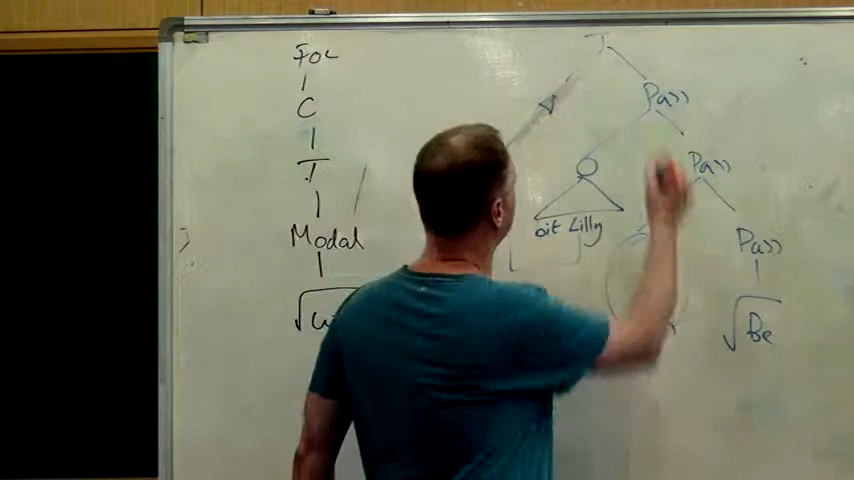 Foc
C
T
Modal
T
Pass
O
Pass
oit Lilly
Pass
√Be